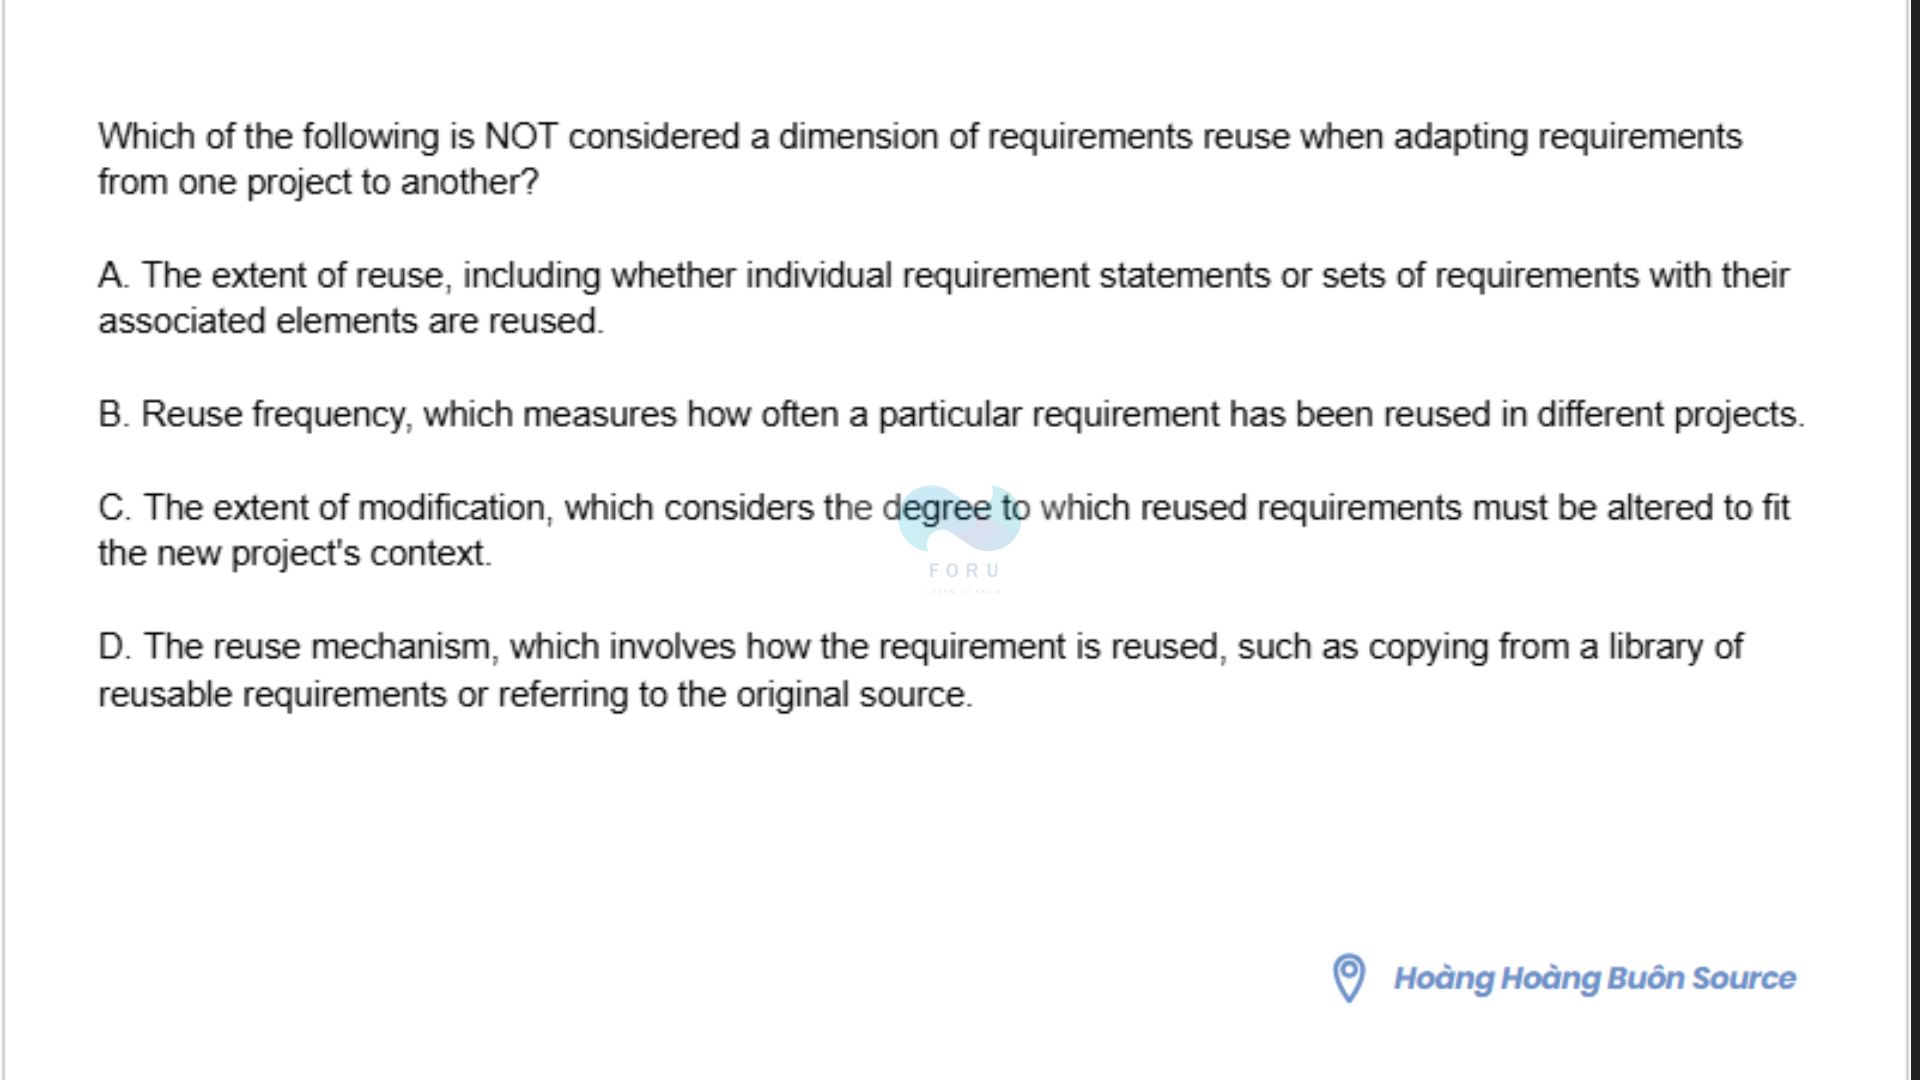 Which of the following is NOT considered a dimension of requirements reuse when adapting requirements
from one project to another?
A. The extent of reuse, including whether individual requirement statements or sets of requirements with their
associated elements are reused.
B. Reuse frequency, which measures how often a particular requirement has been reused in different projects.
C. The extent of modification, which considers the degree to which reused requirements must be altered to fit
the new project's context.
FORU
LEARN TO KNOW
D. The reuse mechanism, which involves how the requirement is reused, such as copying from a library of
reusable requirements or referring to the original source.
Hoàng Hoàng Buôn Source